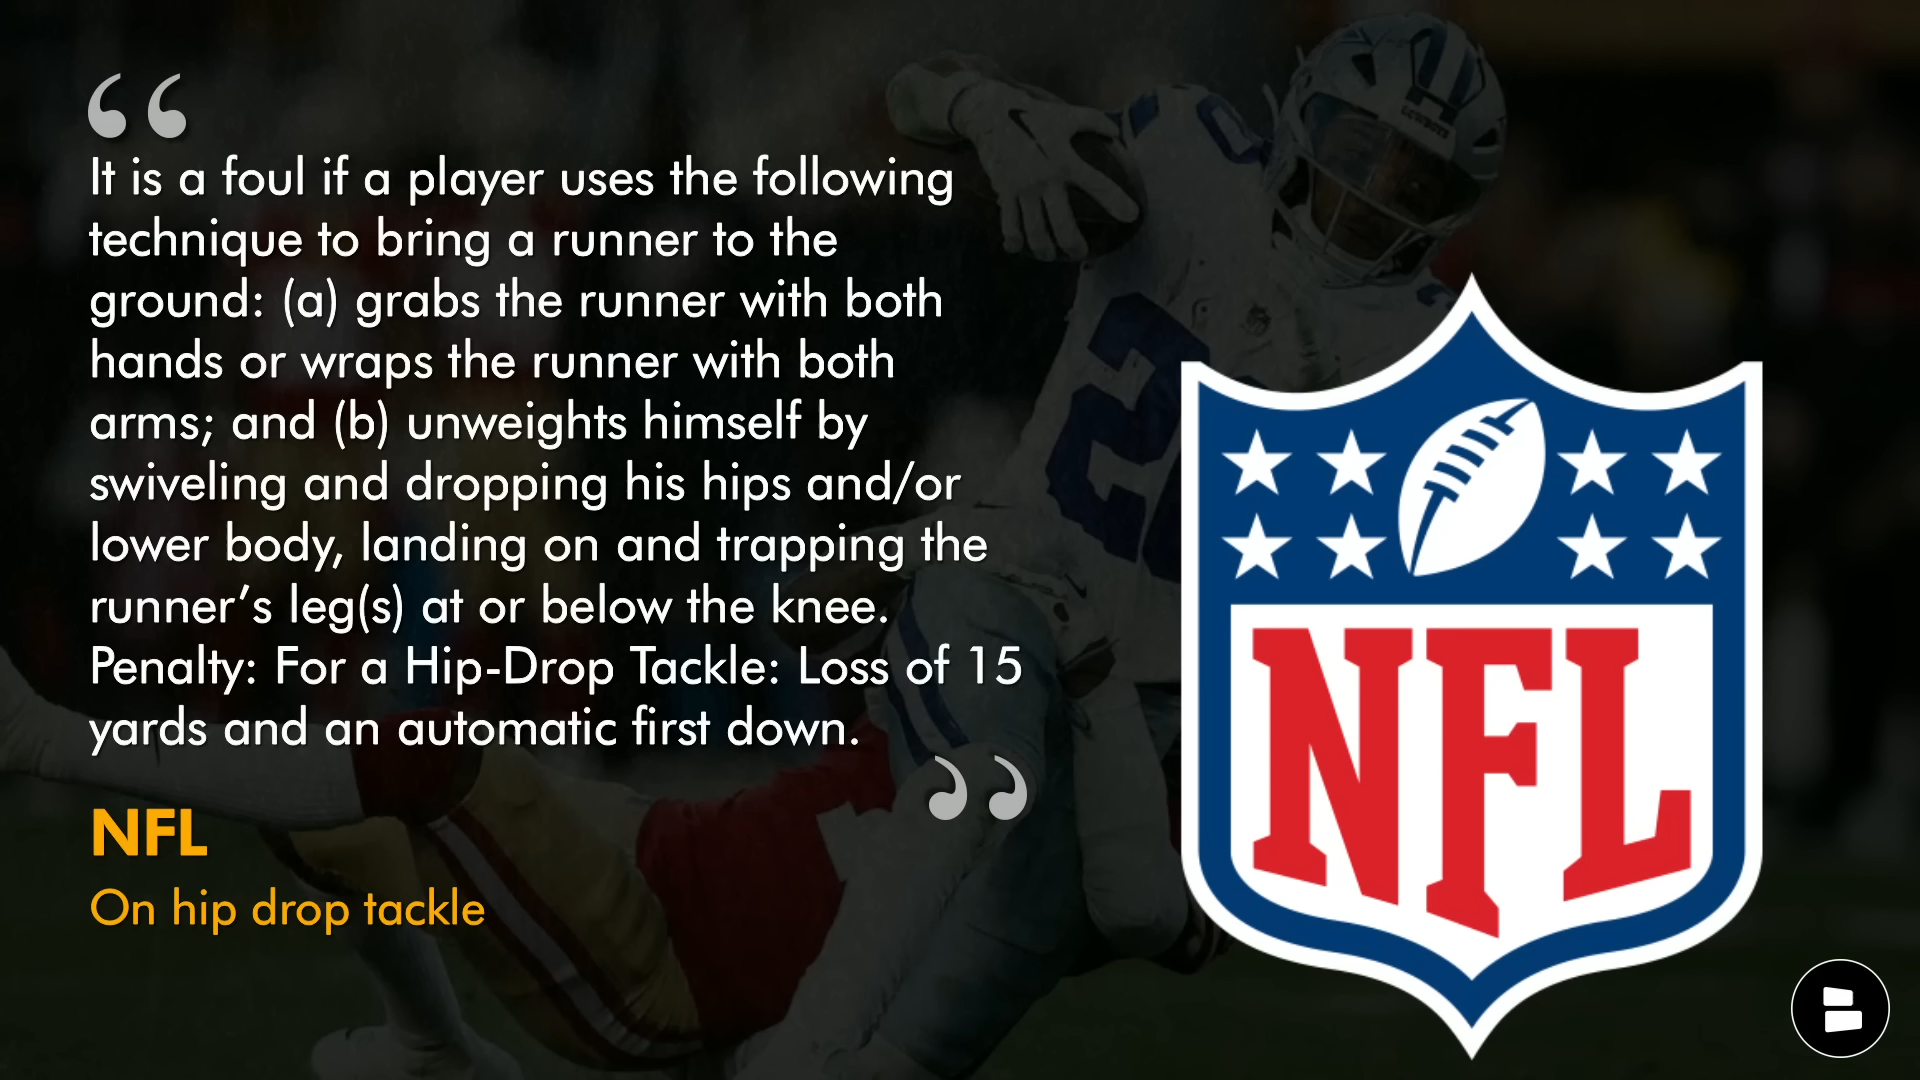 “
It is a foul if a player uses the following
technique to bring a runner to the
ground: (a) grabs the runner with both
hands or wraps the runner with both
arms; and (b) unweights himself by
swiveling and dropping his hips and/or
lower body, landing on and trapping the
runner’s leg(s) at or below the knee.
Penalty: For a Hip-Drop Tackle: Loss of 15
yards and an automatic first down.
”
NFL
On hip drop tackle
COWBOYS
2
NFL